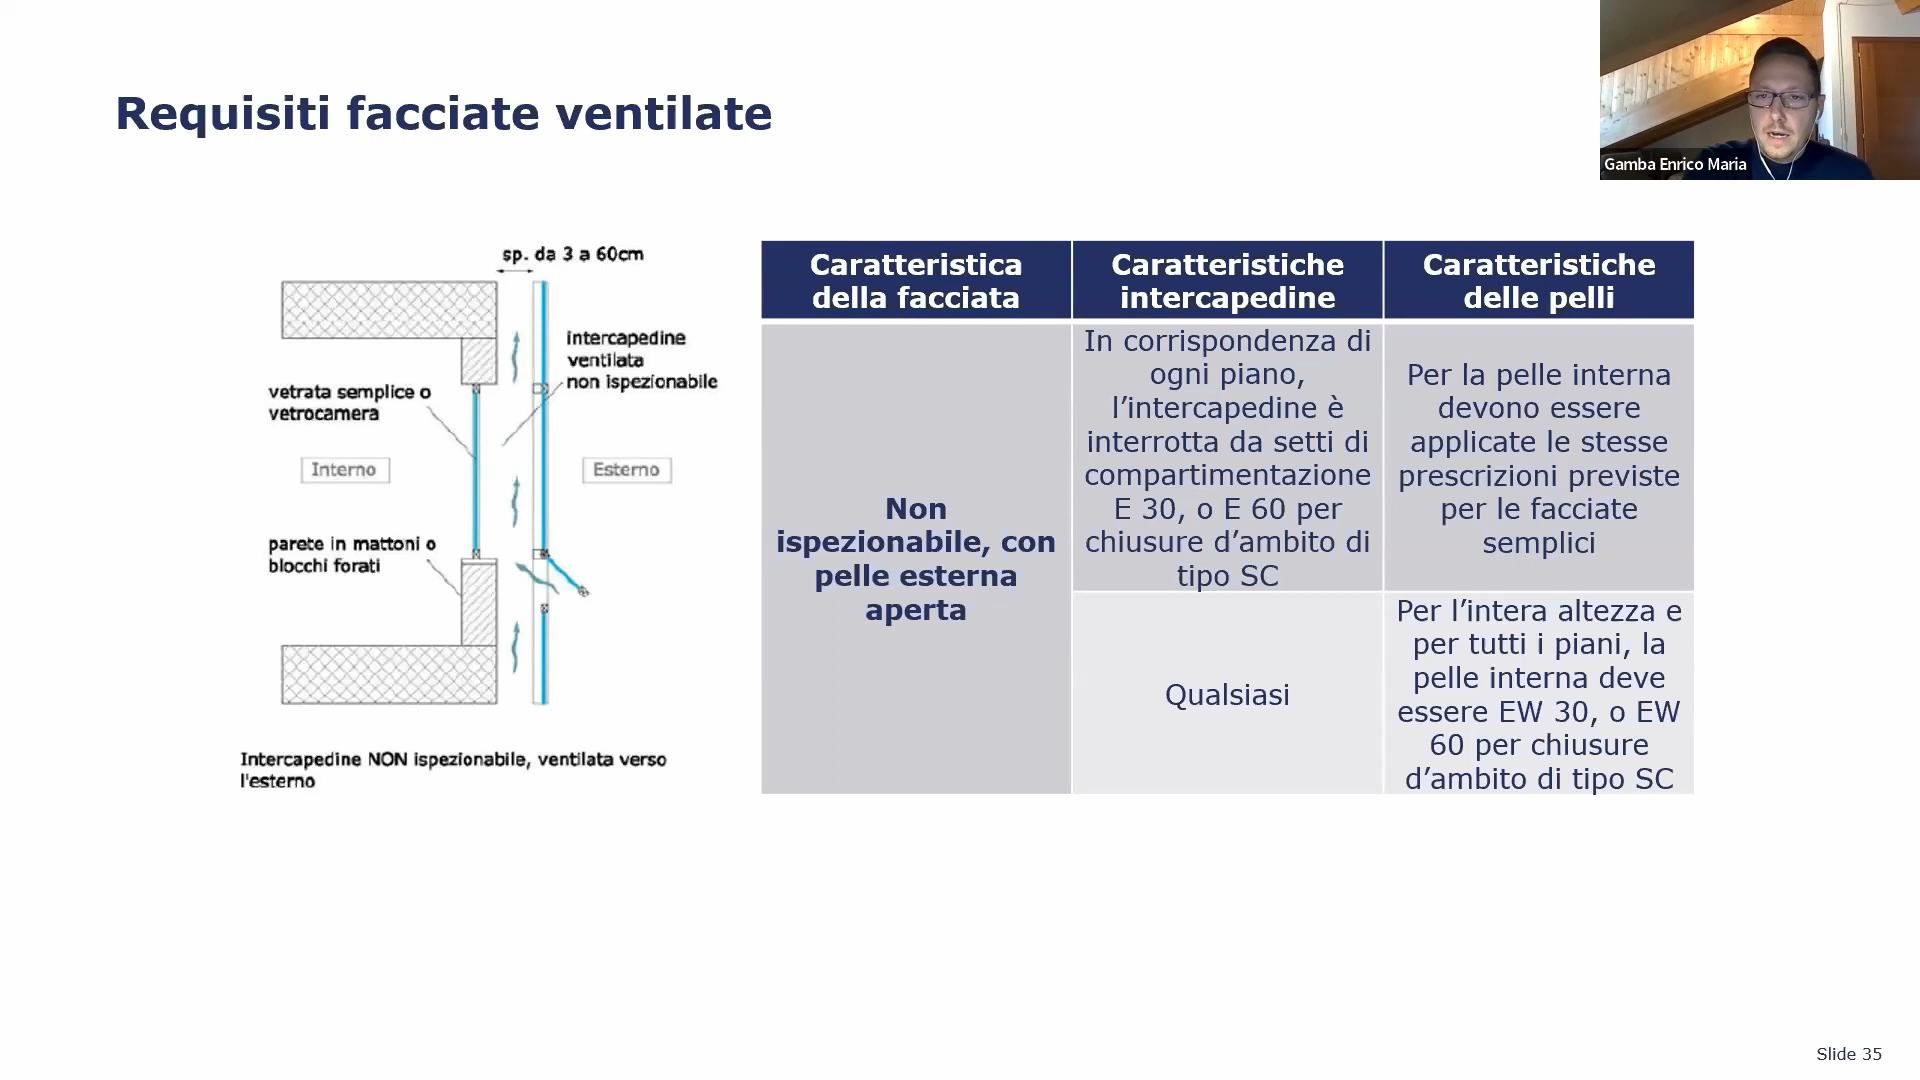 Requisiti facciate ventilate
Gamba Enrico Maria
sp. da 3 a 60cm
intercapedine
ventilata
non ispezionabile
vetrata semplice o
vetrocamera
Interno
Esterno
parete in mattoni o
blocchi forati
Intercapedine NON ispezionabile, ventilata verso
l'esterno
Caratteristica
della facciata
Caratteristiche
intercapedine
Caratteristiche
delle pelli
Non
ispezionabile, con
pelle esterna
aperta
In corrispondenza di
ogni piano,
l’intercapedine è
interrotta da setti di
compartimentazione
E 30, o E 60 per
chiusure d’ambito di
tipo SC
Per la pelle interna
devono essere
applicate le stesse
prescrizioni previste
per le facciate
semplici
Qualsiasi
Per l’intera altezza e
per tutti i piani, la
pelle interna deve
essere EW 30, o EW
60 per chiusure
d’ambito di tipo SC
Slide 35